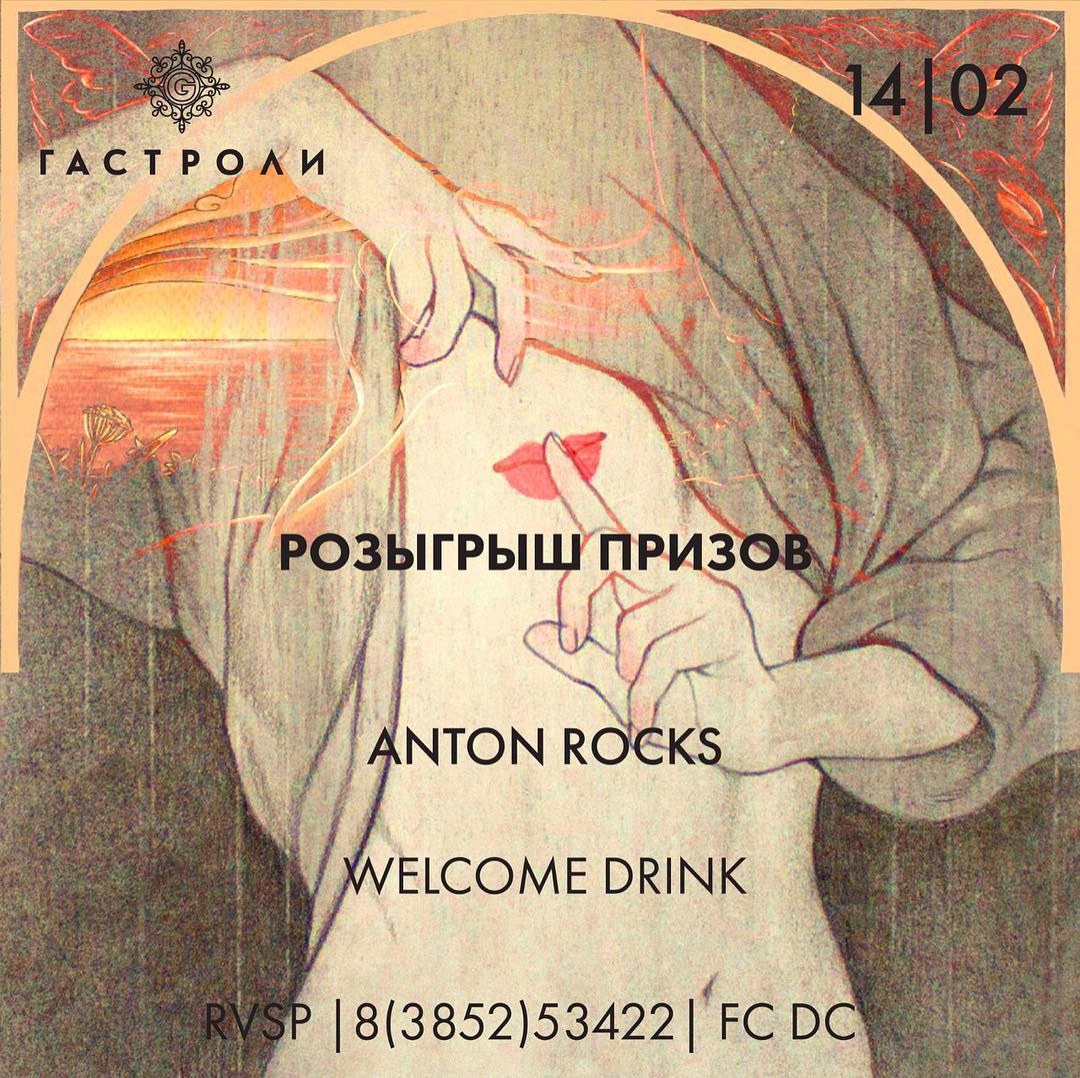 G
ГАСТРОЛИ
14|02
РОЗЫГРЫШ ПРИЗОВ
ANTON ROCKS
WELCOME DRINK
RVSP |8(3852)53422| FC DC